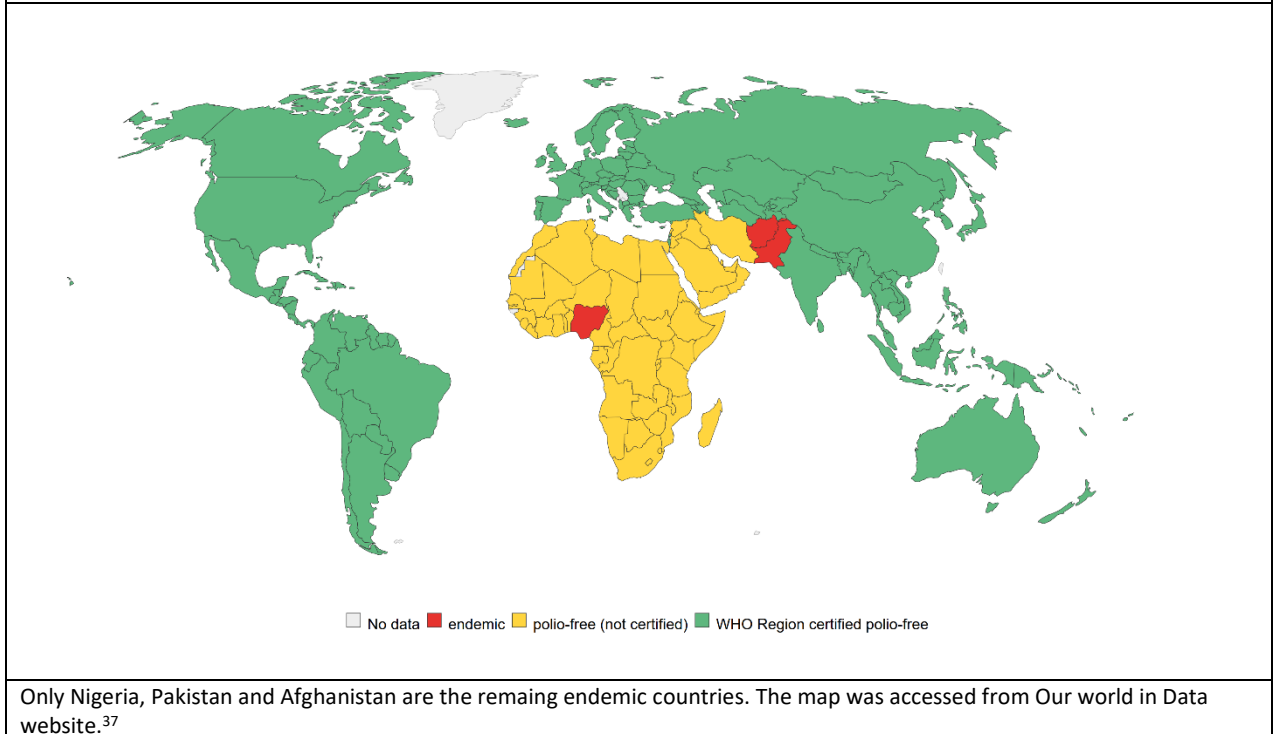 No data endemic polio-free (not certified) WHO Region certified polio-free
Only Nigeria, Pakistan and Afghanistan are the remaing endemic countries. The map was accessed from Our world in Data
website.37